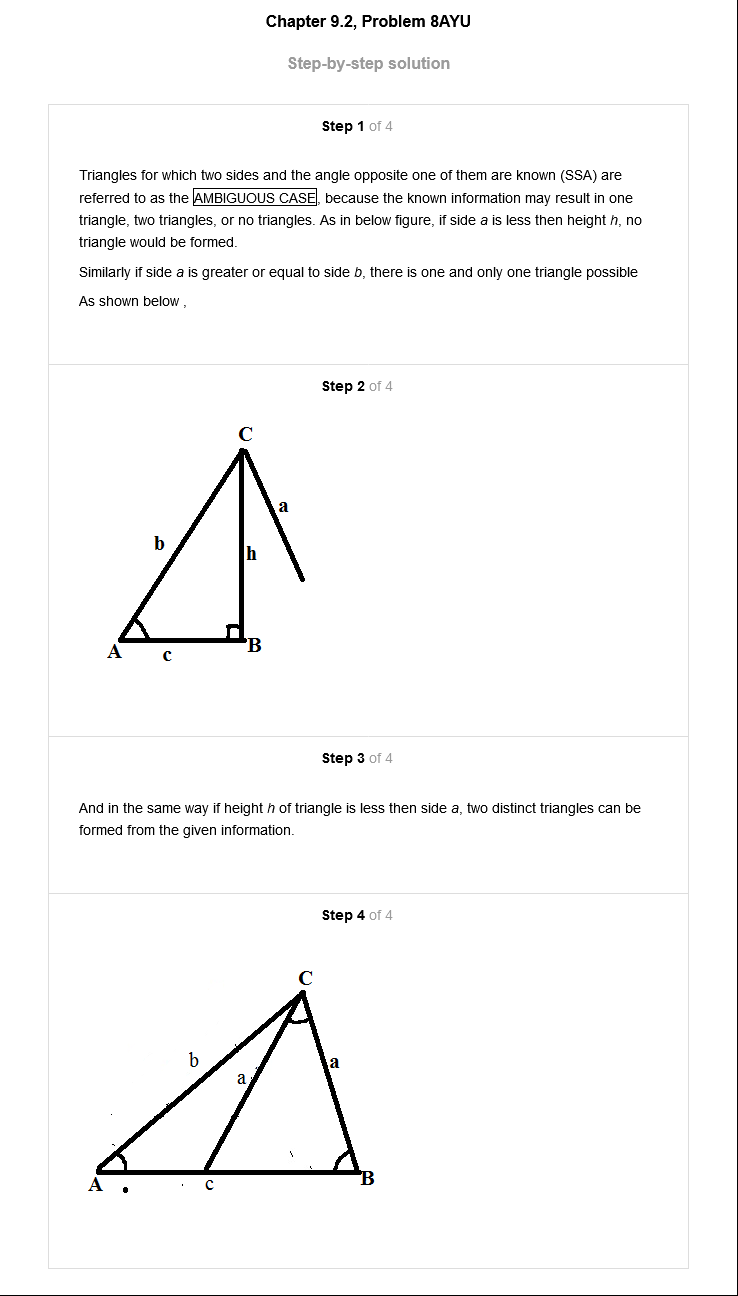 Chapter 9.2, Problem 8AYU
Step-by-step solution
Step 1 of 4
Triangles for which two sides and the angle opposite one of them are known (SSA) are
referred to as the AMBIGUOUS CASE, because the known information may result in one
triangle, two triangles, or no triangles. As in below figure, if side a is less then height h, no
triangle would be formed.
Similarly if side a is greater or equal to side b, there is one and only one triangle possible
As shown below ,
Step 2 of 4
C
a
b
h
A
c
B
Step 3 of 4
And in the same way if height h of triangle is less then side a, two distinct triangles can be
formed from the given information.
Step 4 of 4
C
b
a
a
A
c
B